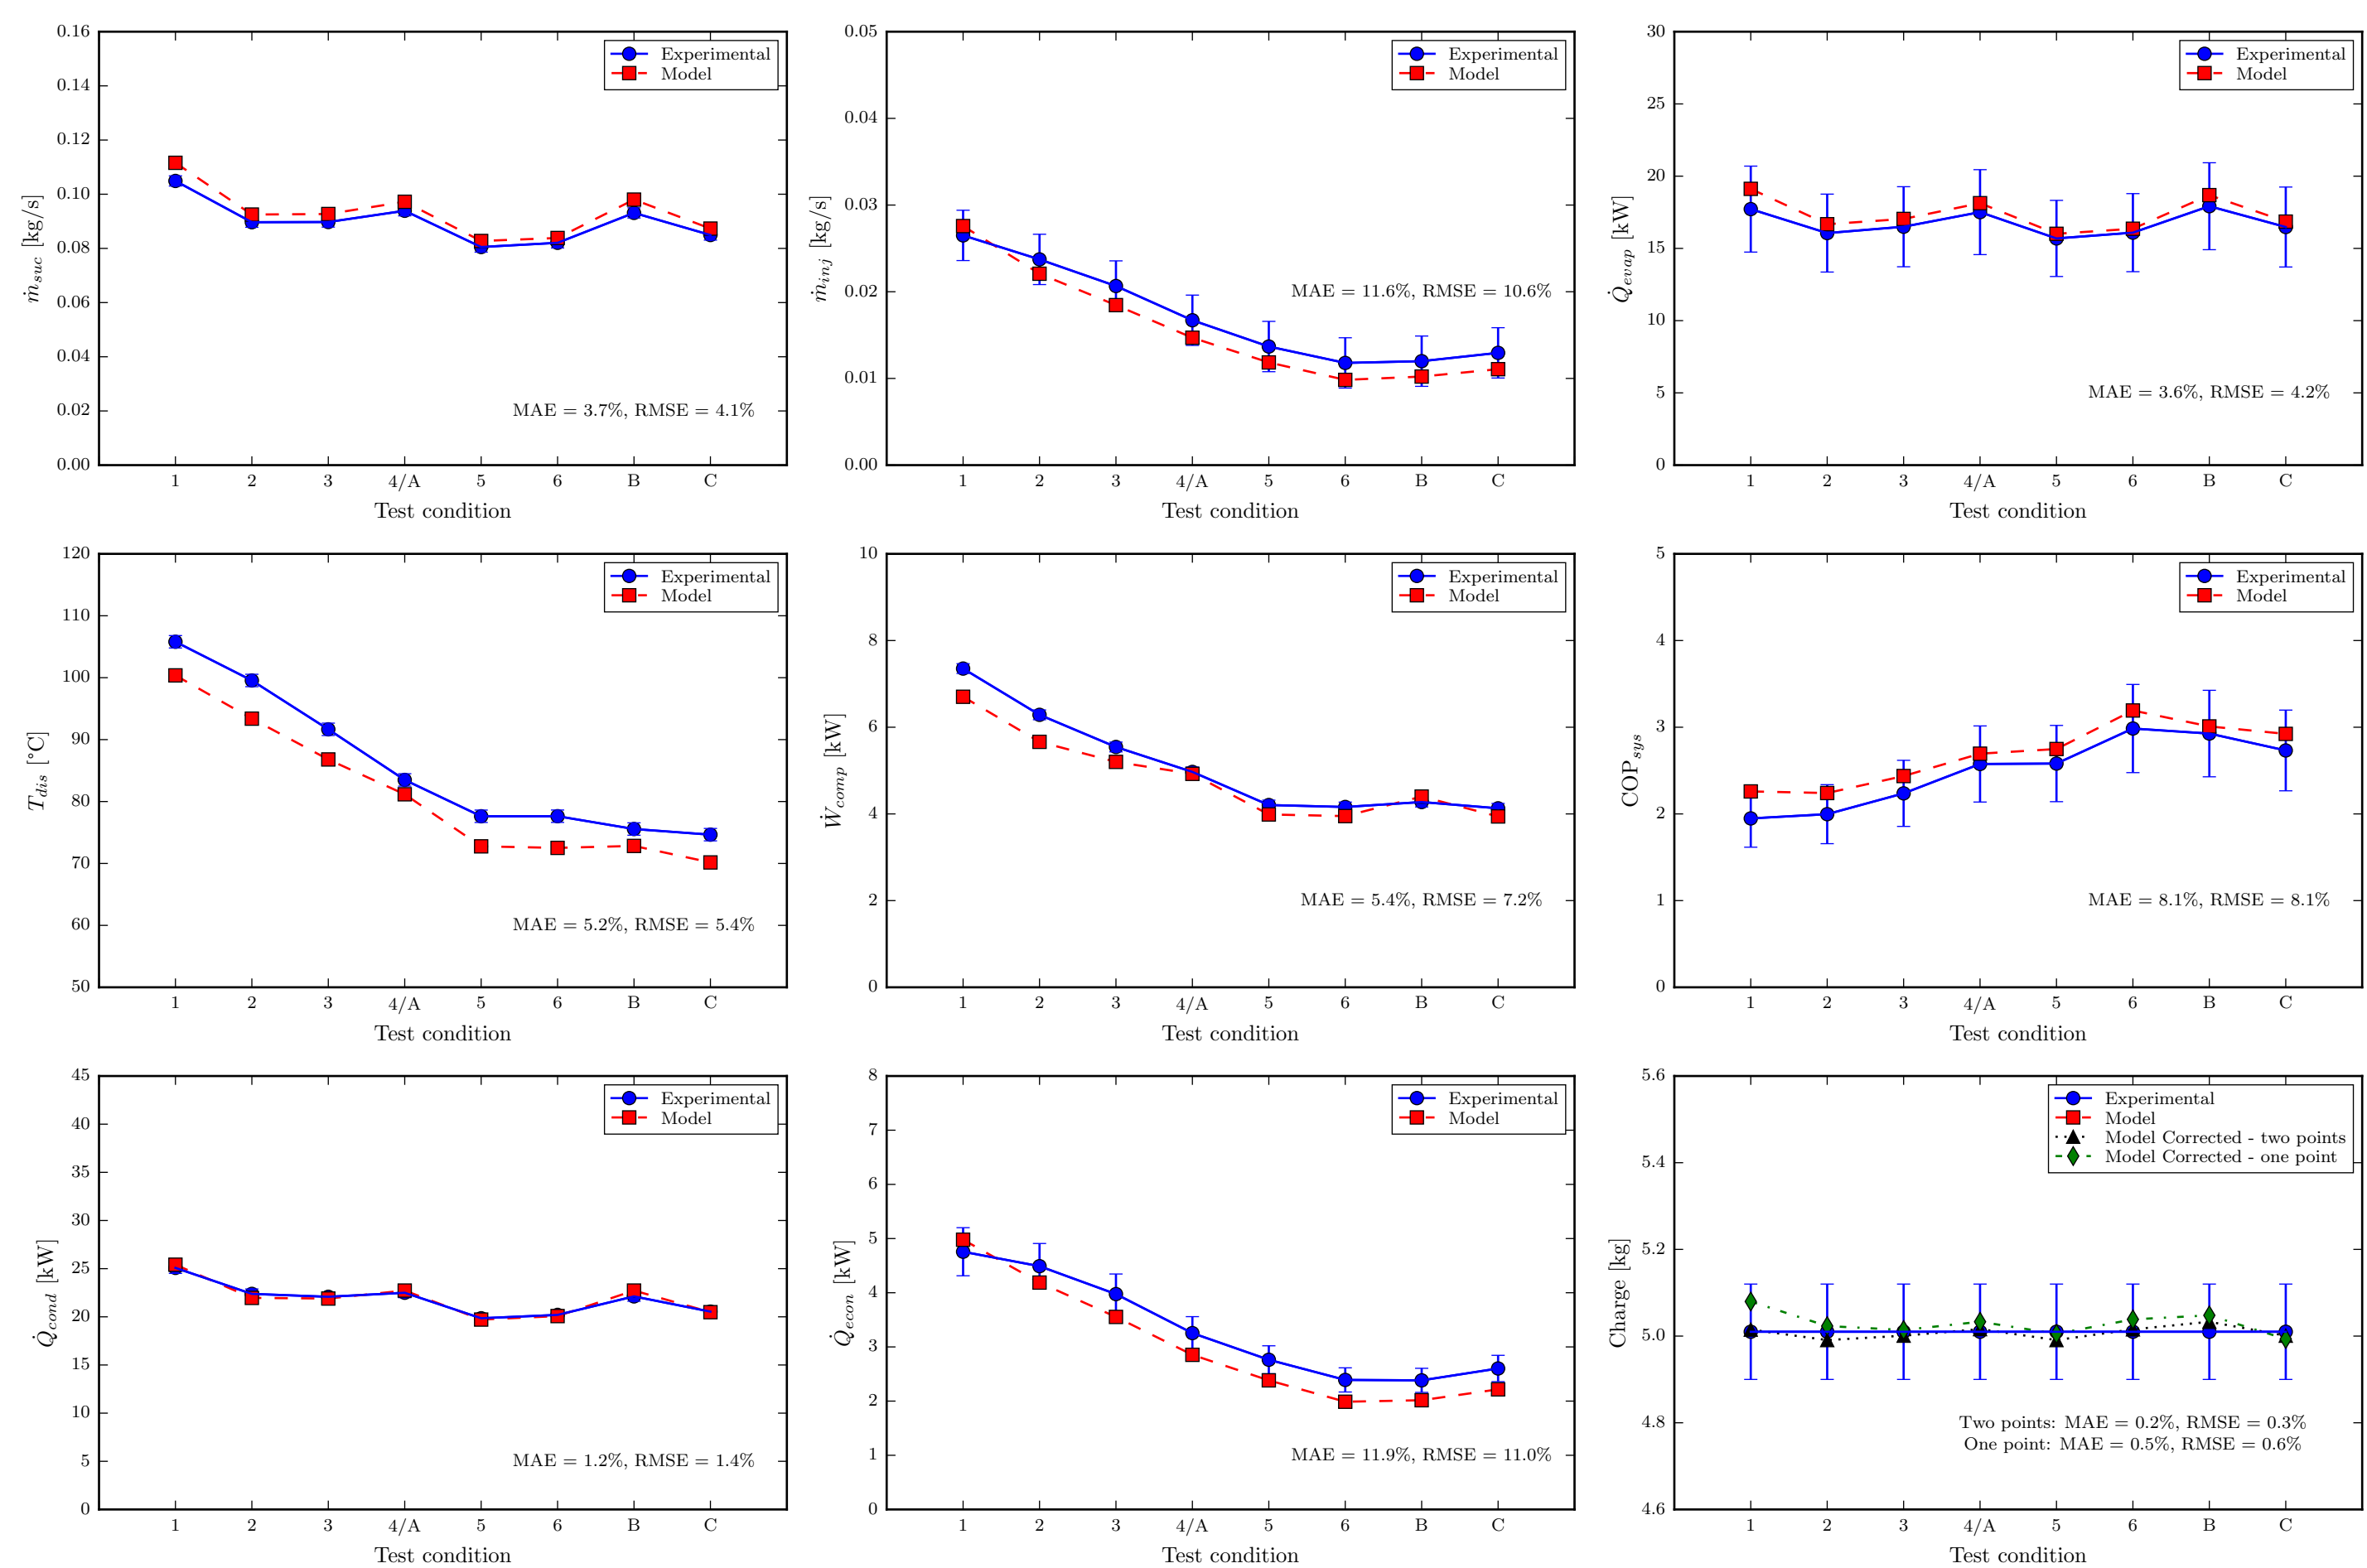 0.16
0.14
0.12
0.10
0.08
0.06
0.04
0.02
0.00
ṁ_suc [kg/s]
Experimental
Model
MAE = 3.7%, RMSE = 4.1%
1 2 3 4/A 5 6 B C
Test condition
0.05
0.04
0.03
0.02
0.01
0.00
ṁ_inj [kg/s]
Experimental
Model
MAE = 11.6%, RMSE = 10.6%
1 2 3 4/A 5 6 B C
Test condition
30
25
20
15
10
5
0
Q̇_evap [kW]
Experimental
Model
MAE = 3.6%, RMSE = 4.2%
1 2 3 4/A 5 6 B C
Test condition
120
110
100
90
80
70
60
50
T_dis [°C]
Experimental
Model
MAE = 5.2%, RMSE = 5.4%
1 2 3 4/A 5 6 B C
Test condition
10
8
6
4
2
0
Ẇ_comp [kW]
Experimental
Model
MAE = 5.4%, RMSE = 7.2%
1 2 3 4/A 5 6 B C
Test condition
5
4
3
2
1
0
COP_sys
Experimental
Model
MAE = 8.1%, RMSE = 8.1%
1 2 3 4/A 5 6 B C
Test condition
45
40
35
30
25
20
15
10
5
0
Q̇_cond [kW]
Experimental
Model
MAE = 1.2%, RMSE = 1.4%
1 2 3 4/A 5 6 B C
Test condition
8
7
6
5
4
3
2
1
0
Q̇_econ [kW]
Experimental
Model
MAE = 11.9%, RMSE = 11.0%
1 2 3 4/A 5 6 B C
Test condition
5.6
5.4
5.2
5.0
4.8
4.6
Charge [kg]
Experimental
Model
Model Corrected - two points
Model Corrected - one point
Two points: MAE = 0.2%, RMSE = 0.3%
One point: MAE = 0.5%, RMSE = 0.6%
1 2 3 4/A 5 6 B C
Test condition